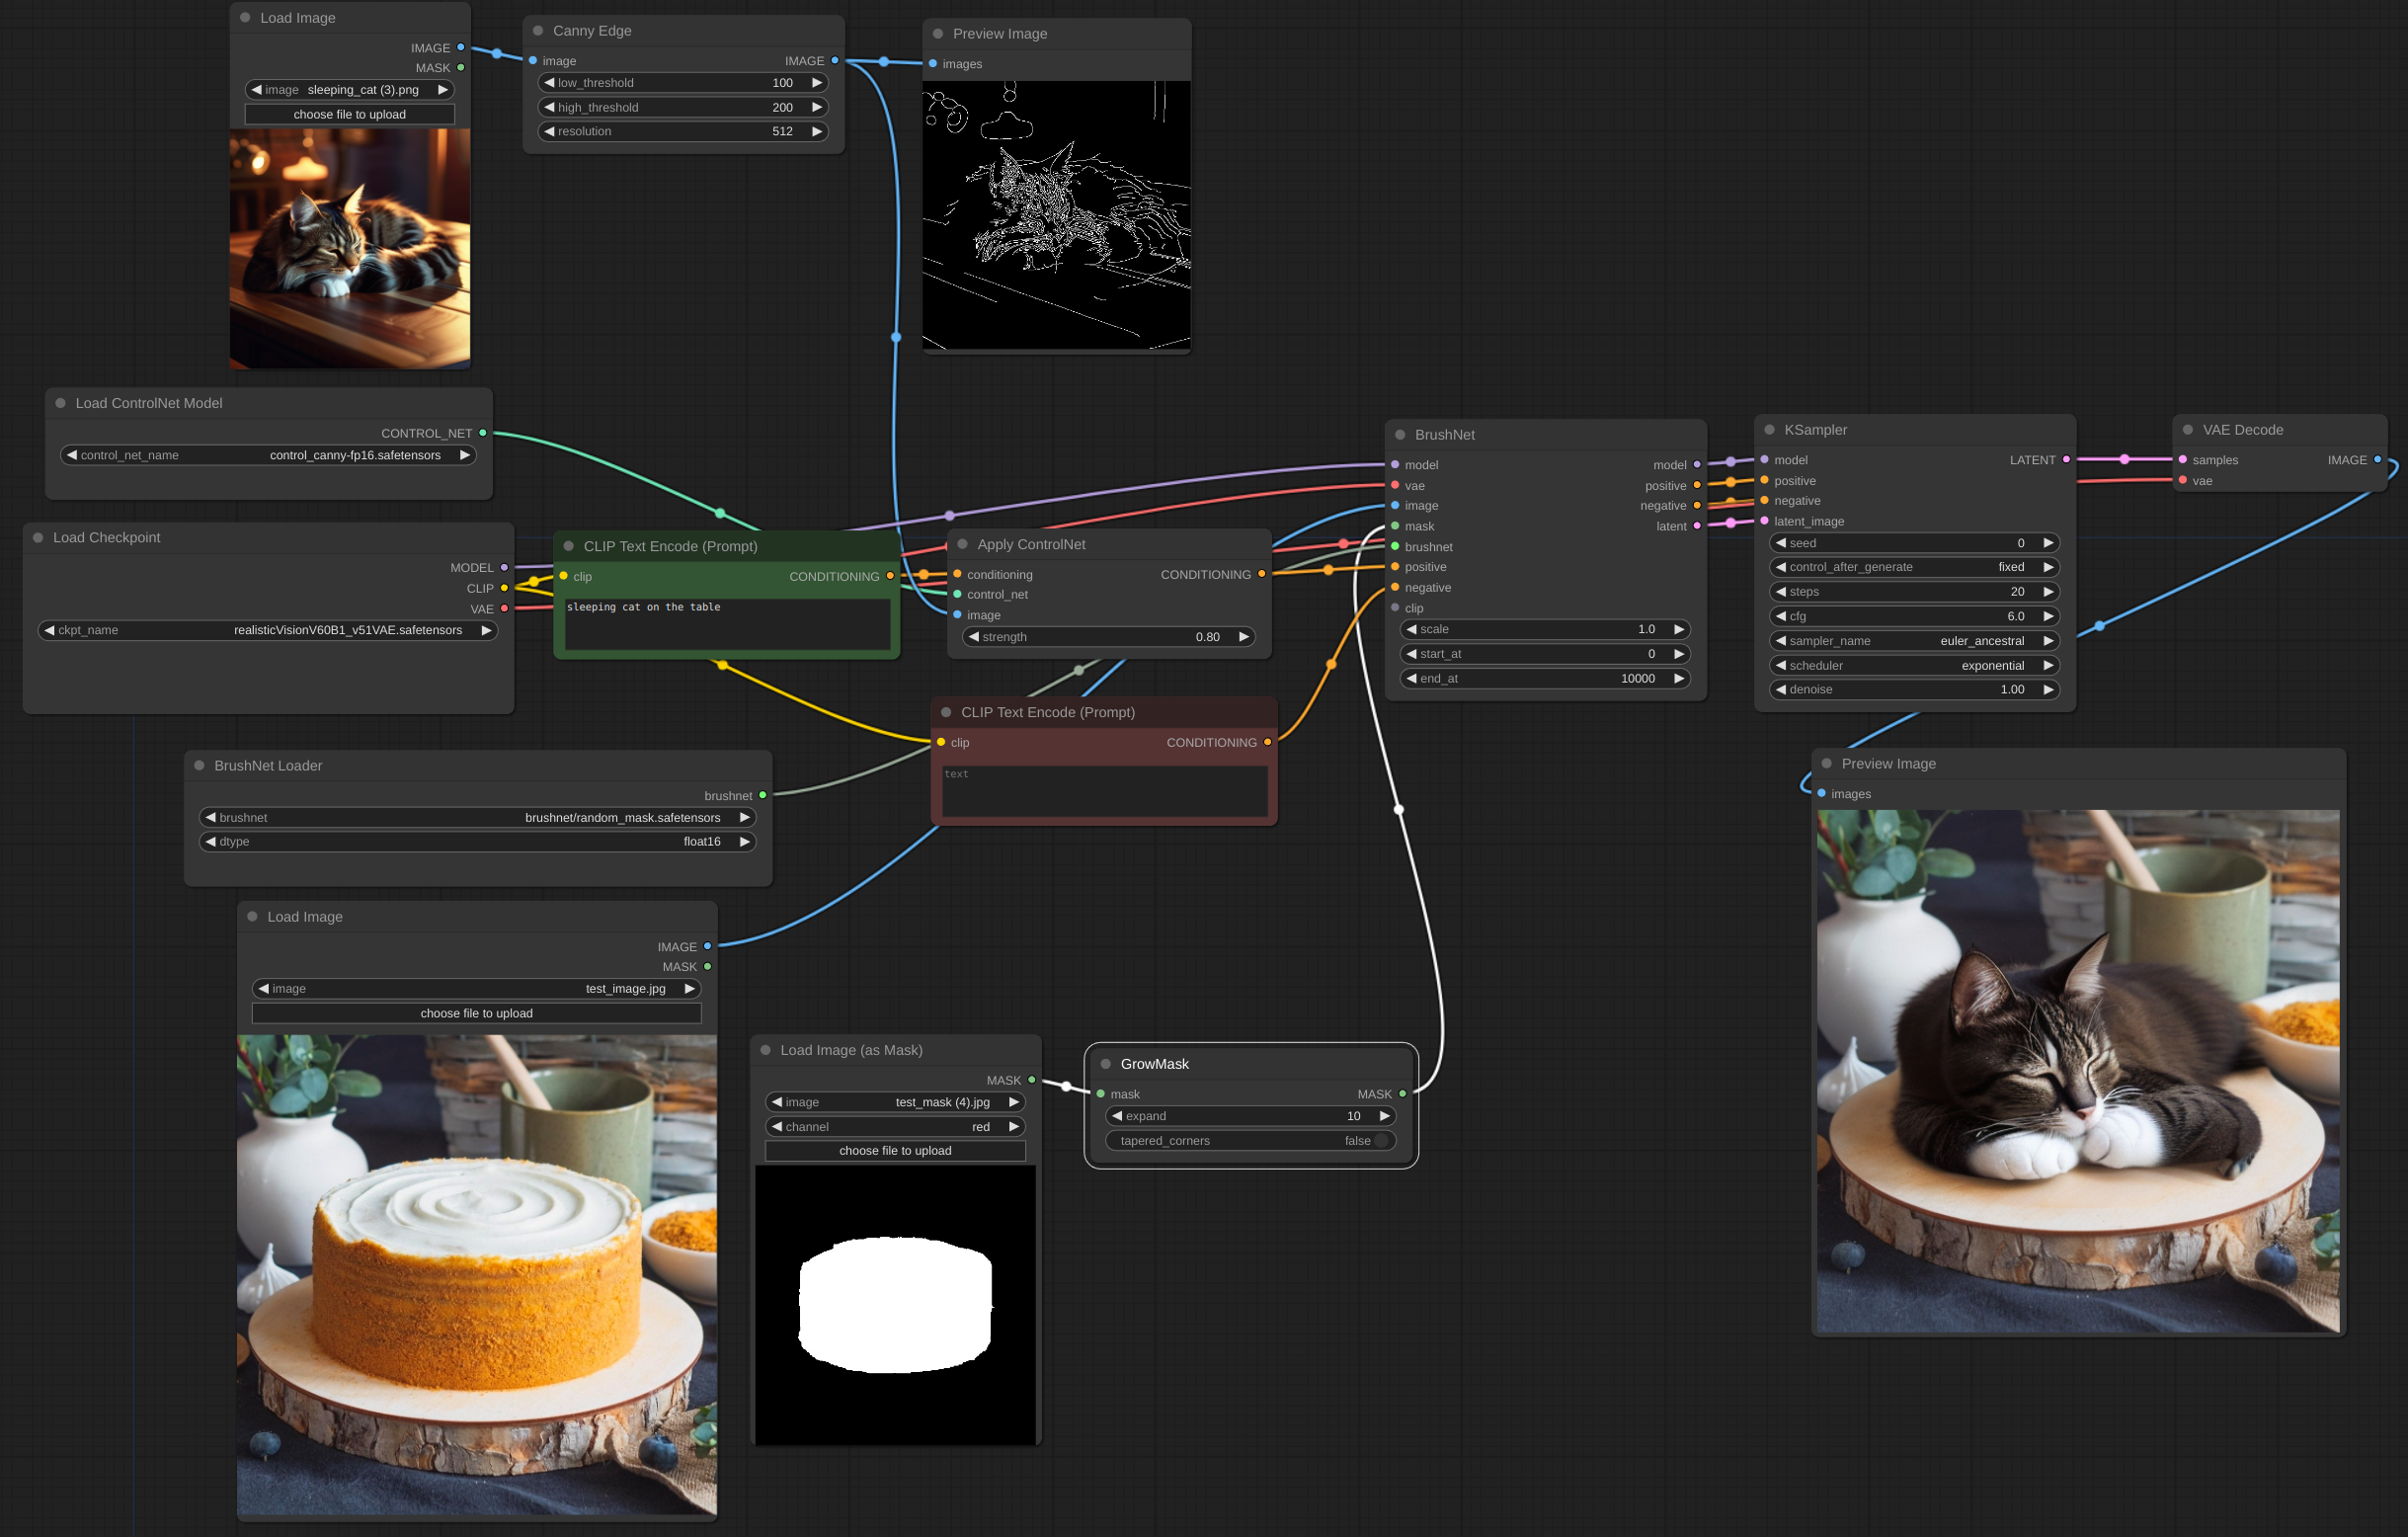 Load Image
IMAGE
MASK
image sleeping_cat (3).png
choose file to upload
Canny Edge
image IMAGE
low_threshold 100
high_threshold 200
resolution 512
Preview Image
images
Load ControlNet Model
CONTROL_NET
control_net_name control_canny-fp16.safetensors
Load Checkpoint
MODEL
CLIP
VAE
ckpt_name realisticVisionV60B1_v51VAE.safetensors
CLIP Text Encode (Prompt)
clip CONDITIONING
sleeping cat on the table
Apply ControlNet
conditioning CONDITIONING
control_net
image
strength 0.80
CLIP Text Encode (Prompt)
clip CONDITIONING
text
BrushNet
model model
vae positive
image negative
mask latent
brushnet
positive
negative
clip
scale 1.0
start_at 0
end_at 10000
KSampler
model LATENT
positive
negative
latent_image
seed 0
control_after_generate fixed
steps 20
cfg 6.0
sampler_name euler_ancestral
scheduler exponential
denoise 1.00
VAE Decode
samples IMAGE
vae
BrushNet Loader
brushnet
brushnet brushnet/random_mask.safetensors
dtype float16
Load Image
IMAGE
MASK
image test_image.jpg
choose file to upload
Load Image (as Mask)
MASK
image test_mask (4).jpg
channel red
choose file to upload
GrowMask
mask MASK
expand 10
tapered_corners false
Preview Image
images